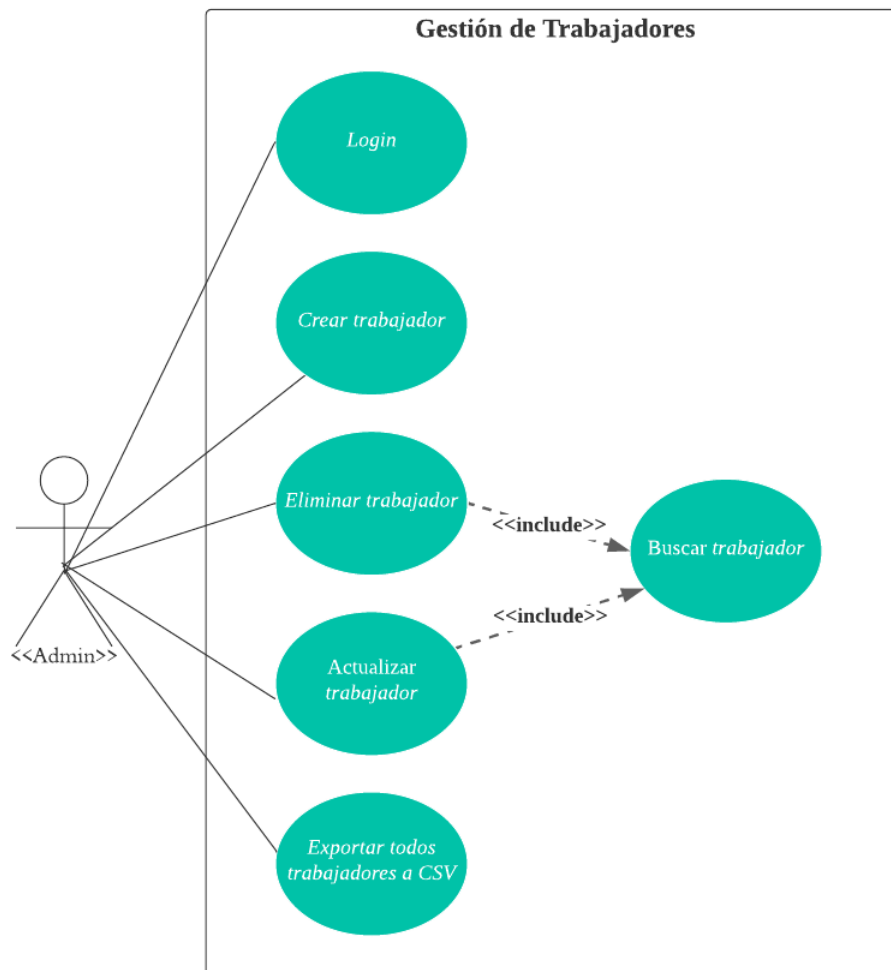 Gestión de Trabajadores
Login
Crear trabajador
Eliminar trabajador
<<include>>
Buscar trabajador
<<include>>
<<Admin>>
Actualizar
trabajador
Exportar todos
trabajadores a CSV